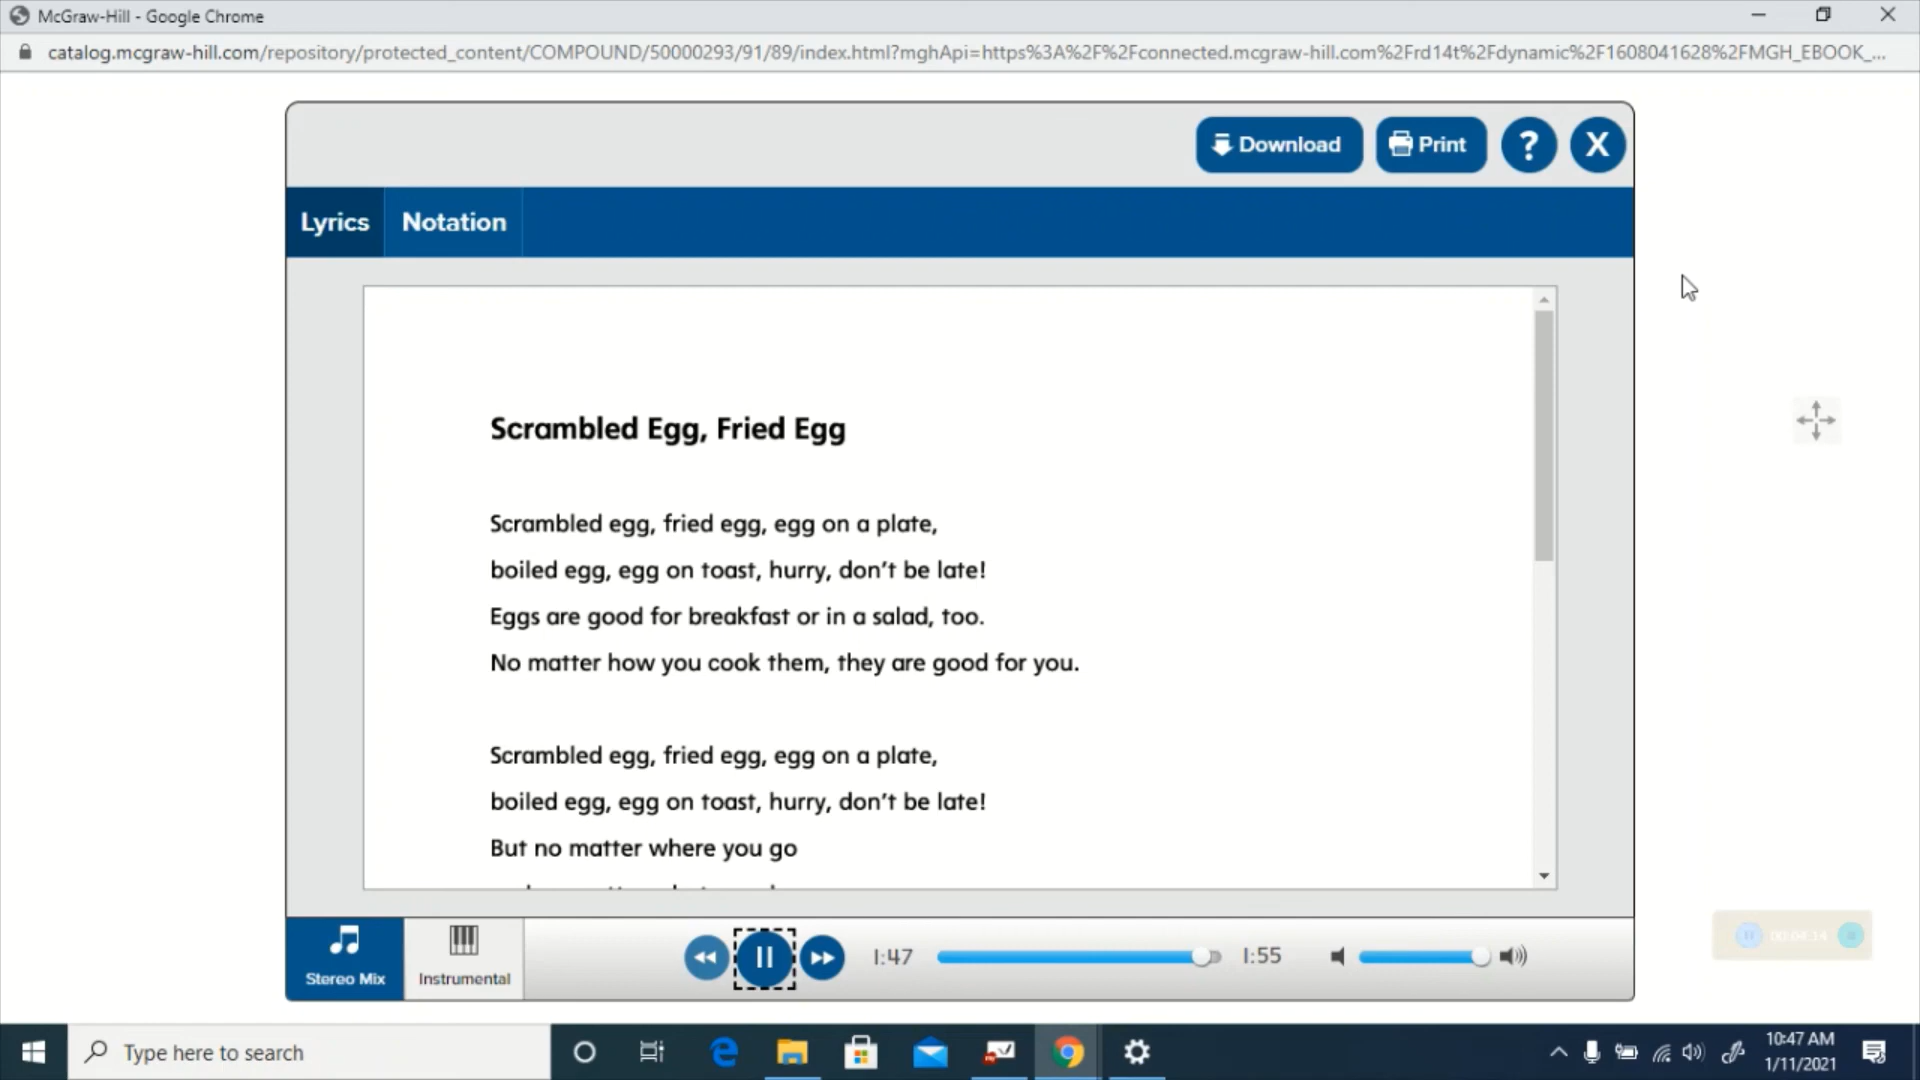 McGraw-Hill - Google Chrome
catalog.mcgraw-hill.com/repository/protected_content/COMPOUND/50000293/91/89/index.html?mghApi=https%3A%2F%2Fconnected.mcgraw-hill.com%2Frd14t%2Fdynamic%2F1608041628%2FMGH_EBOOK_...
Download Print ? X
Lyrics Notation
Scrambled Egg, Fried Egg
Scrambled egg, fried egg, egg on a plate,
boiled egg, egg on toast, hurry, don't be late!
Eggs are good for breakfast or in a salad, too.
No matter how you cook them, they are good for you.
Scrambled egg, fried egg, egg on a plate,
boiled egg, egg on toast, hurry, don't be late!
But no matter where you go
00:04:14
1:47 1:55
Stereo Mix Instrumental
Type here to search
10:47 AM
1/11/2021